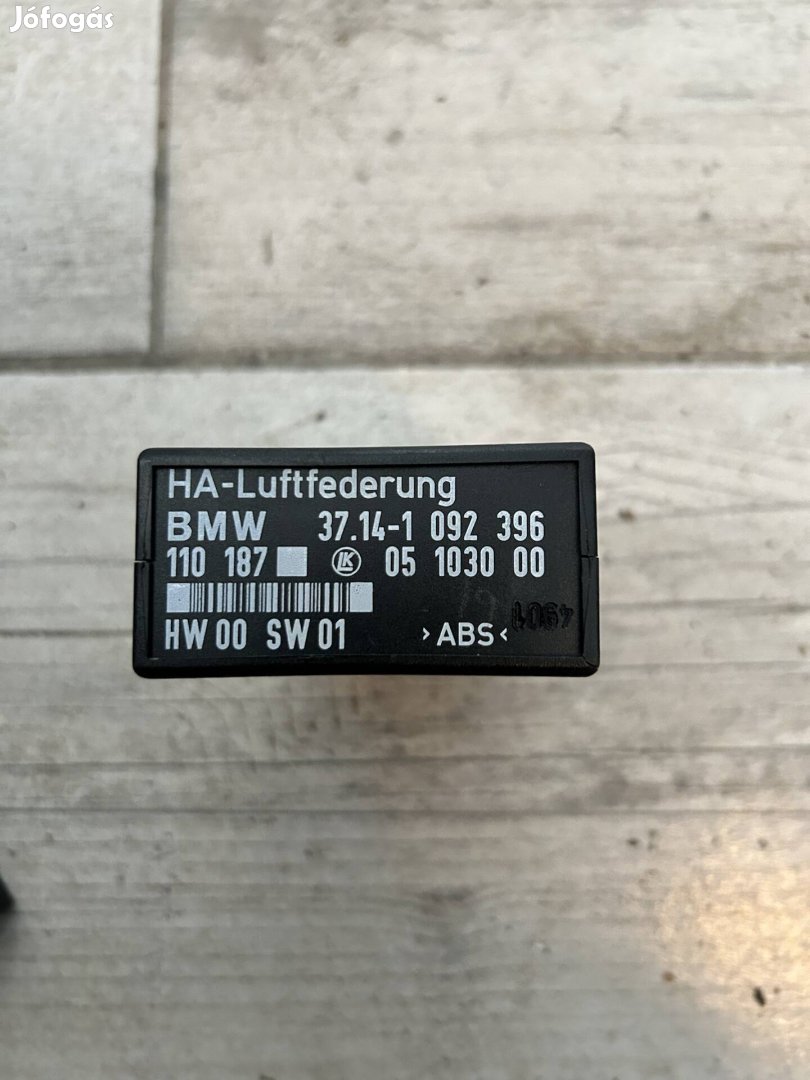 Jófogás
HA-Luftfederung
BMW 37.14-1 092 396
110 187 LK 05 1030 00
HW 00 SW 01 >ABS<